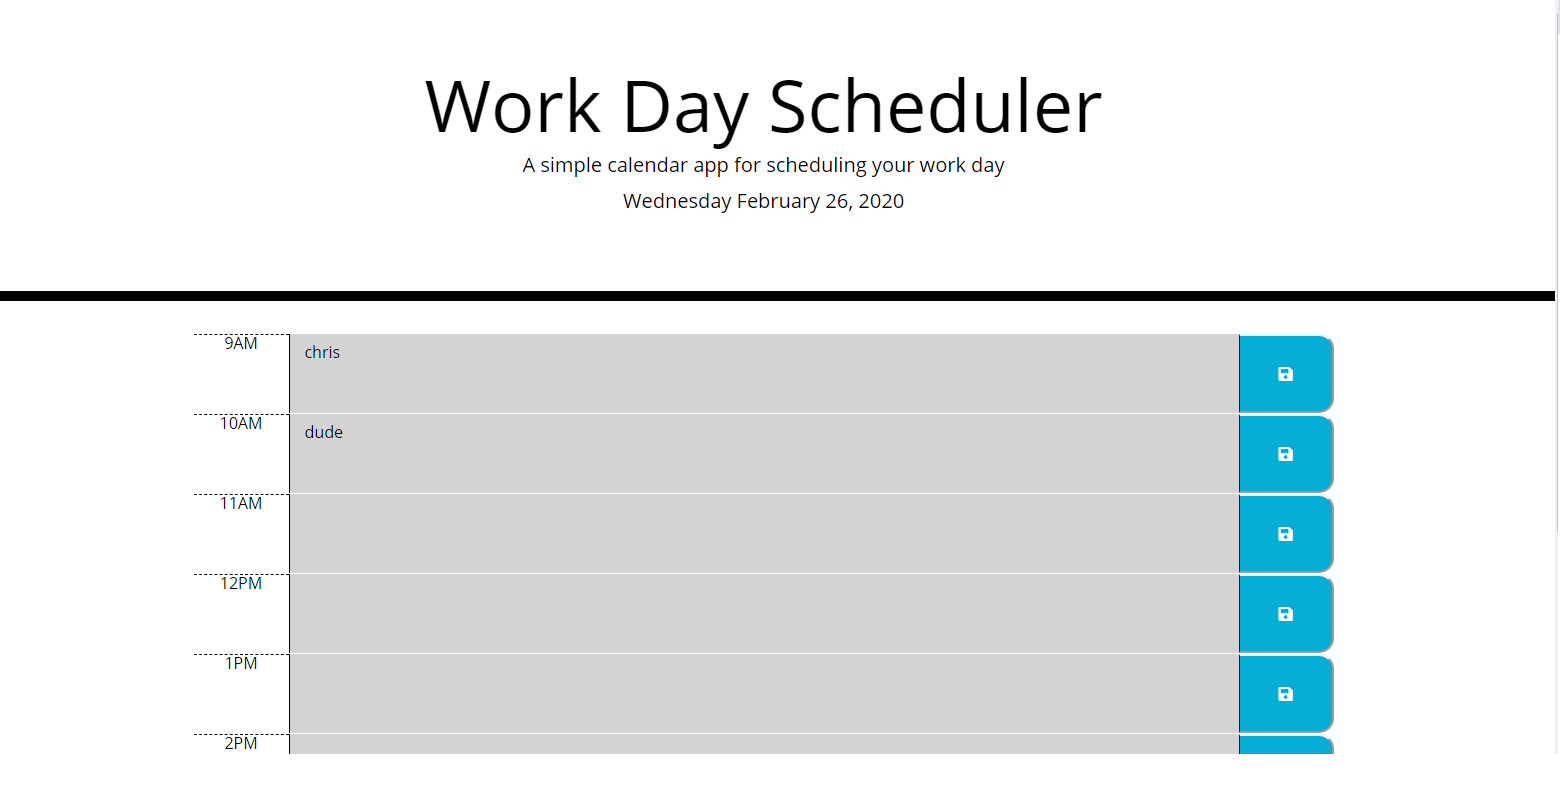 Work Day Scheduler
A simple calendar app for scheduling your work day
Wednesday February 26, 2020
9AM
chris
10AM
dude
11AM
12PM
1PM
2PM